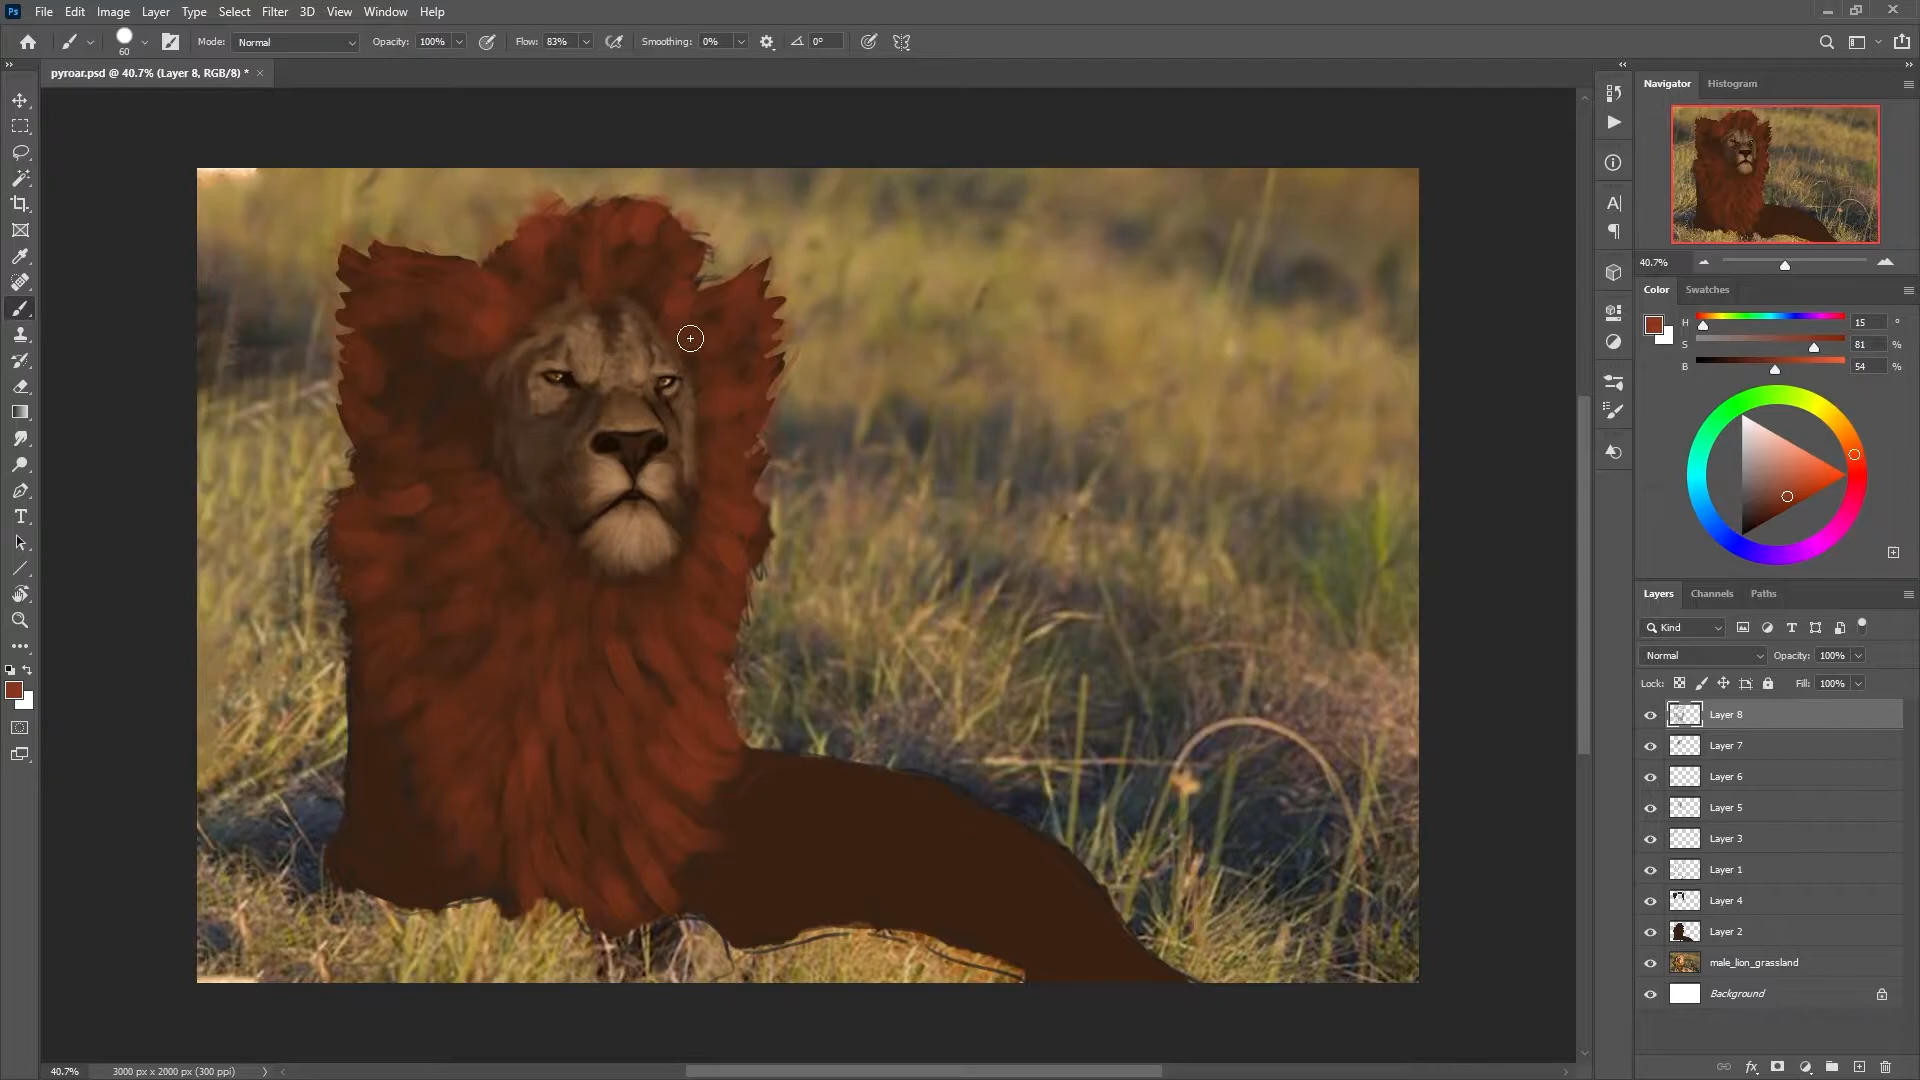 Ps File Edit Image Layer Type Select Filter 3D View Window Help
60 Mode: Normal Opacity: 100% Flow: 83% Smoothing: 0% 0°
pyroar.psd @ 40.7% (Layer 8, RGB/8) * ×
Navigator Histogram
40.7%
Color Swatches
H 15 °
S 81 %
B 54 %
Layers Channels Paths
Kind
Normal Opacity: 100%
Lock: Fill: 100%
Layer 8
Layer 7
Layer 6
Layer 5
Layer 3
Layer 1
Layer 4
Layer 2
male_lion_grassland
Background
fx
40.7% 3000 px x 2000 px (300 ppi)